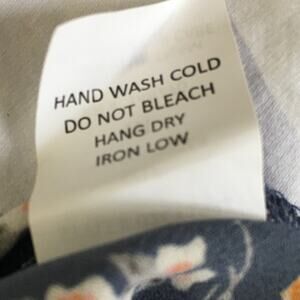 HAND WASH COLD
DO NOT BLEACH
HANG DRY
IRON LOW